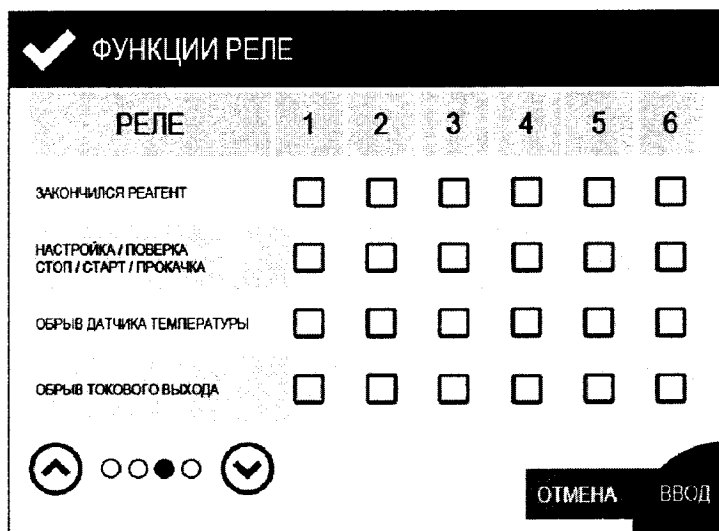 ФУНКЦИИ РЕЛЕ
РЕЛЕ 1 2 3 4 5 6
ЗАКОНЧИЛСЯ РЕАГЕНТ
НАСТРОЙКА / ПОВЕРКА
СТОП / СТАРТ / ПРОКАЧКА
ОБРЫВ ДАТЧИКА ТЕМПЕРАТУРЫ
ОБРЫВ ТОКОВОГО ВЫХОДА
ОТМЕНА ВВОД